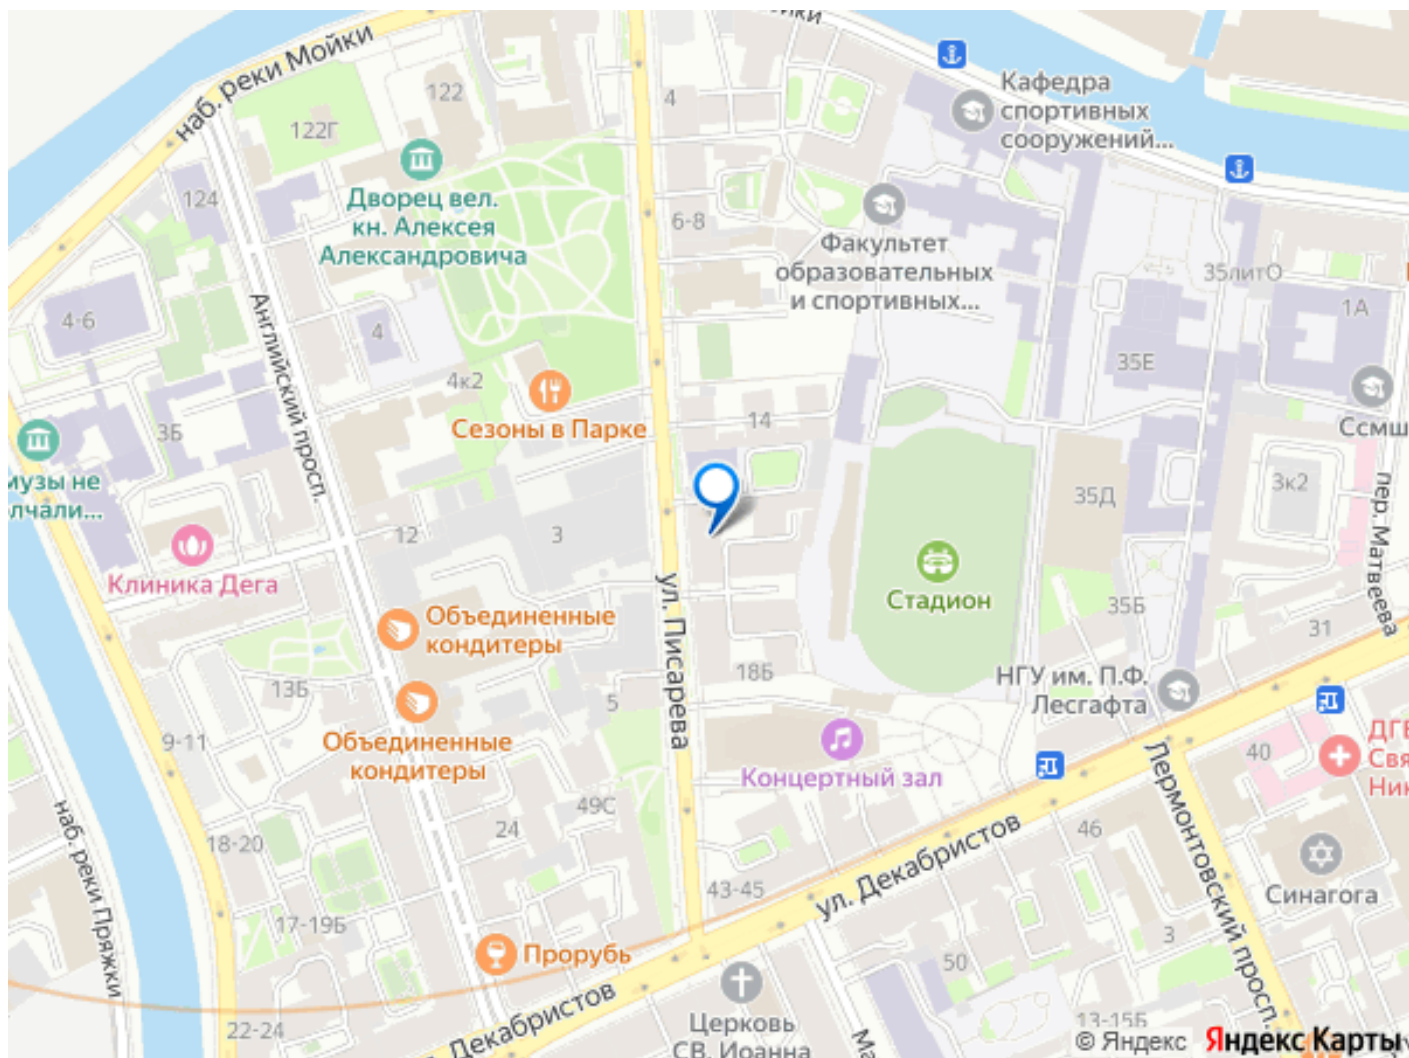 наб. реки Мойки
122
122Г
124
4
Кафедра
спортивных
сооружений...
Дворец вел.
кн. Алексея
Александровича
6-8
Факультет
образовательных
и спортивных...
35литО
1А
4-6
4
Английский просп.
35Е
4к2
Сезоны в Парке
14
Ссмш
3Б
музы не
лчали...
35Д
3к2
пер. Матвеева
12
3
Клиника Дега
ул. Писарева
Стадион
35Б
31
Объединенные
кондитеры
13Б
18Б
НГУ им. П.Ф.
Лесгафта
5
9-11
Объединенные
кондитеры
Концертный зал
40
ДГБ
Свя
Ник
Лермонтовский просп.
наб. реки Пряжки
49С
24
46
18-20
43-45
ул. Декабристов
Синагога
17-19Б
Прорубь
3
50
22-24
Декабристов
Церковь
СВ. Иоанна
13-15Б
© Яндекс Яндекс Карты